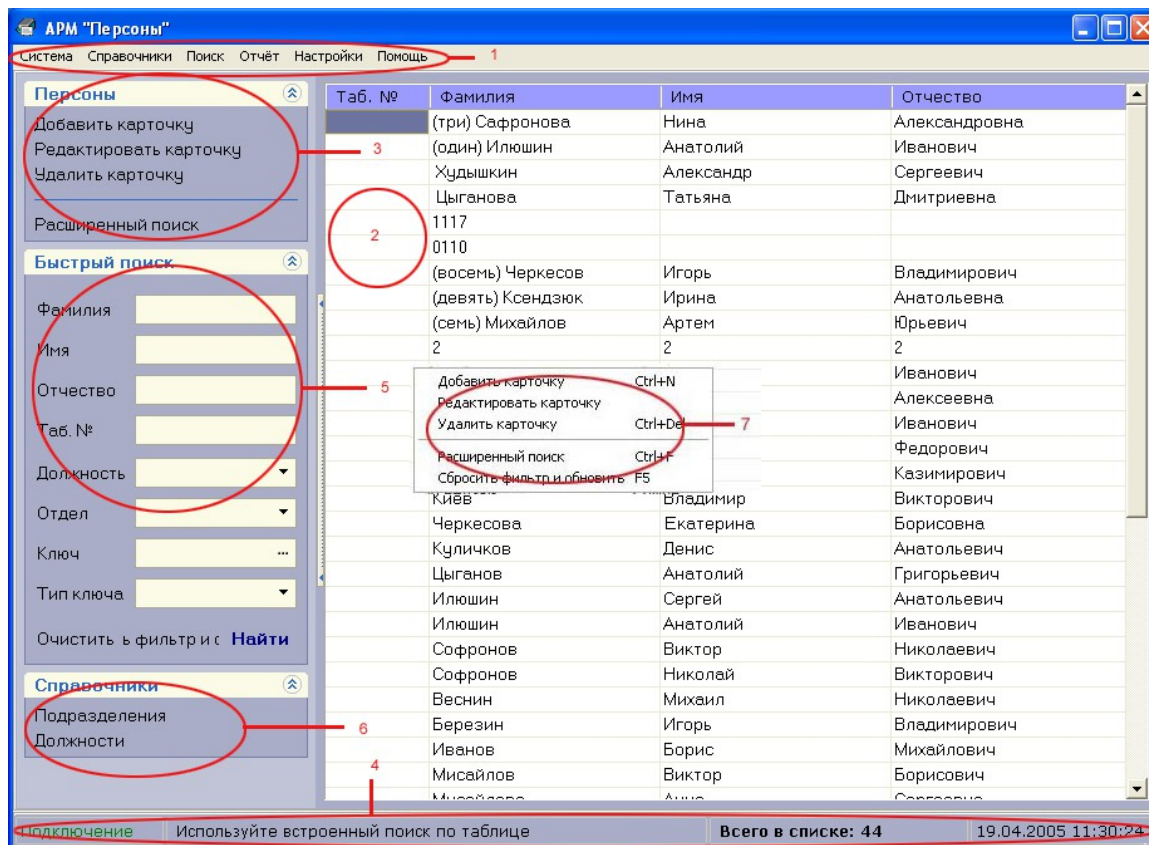 АРМ "Персоны"
Система Справочники Поиск Отчёт Настройки Помощь 1
Персоны
Добавить карточку
Редактировать карточку 3
Удалить карточку
Расширенный поиск
Быстрый поиск
Фамилия
Имя
Отчество 5
Таб. №
Должность
Отдел
Ключ ...
Тип ключа
Очистить ь фильтр и с Найти
Справочники
Подразделения
Должности
6
4
Таб. № Фамилия Имя Отчество
(три) Сафронова Нина Александровна
(один) Илюшин Анатолий Иванович
Худышкин Александр Сергеевич
Цыганова Татьяна Дмитриевна
1117
2
0110
(восемь) Черкесов Игорь Владимирович
(девять) Ксендзюк Ирина Анатольевна
(семь) Михайлов Артем Юрьевич
2 2 2
Иванович
Алексеевна
Иванович
Федорович
Казимирович
Добавить карточку Ctrl+N
Редактировать карточку
Удалить карточку Ctrl+Del 7
Расширенный поиск Ctrl+F
Сбросить фильтр и обновить F5
Киев Владимир Викторович
Черкесова Екатерина Борисовна
Куличков Денис Анатольевич
Цыганов Анатолий Григорьевич
Илюшин Сергей Анатольевич
Илюшин Анатолий Иванович
Софронов Виктор Николаевич
Софронов Николай Викторович
Веснин Михаил Николаевич
Березин Игорь Владимирович
Иванов Борис Михайлович
Мисайлов Виктор Борисович
Подключение Используйте встроенный поиск по таблице Всего в списке: 44 19.04.2005 11:30:24